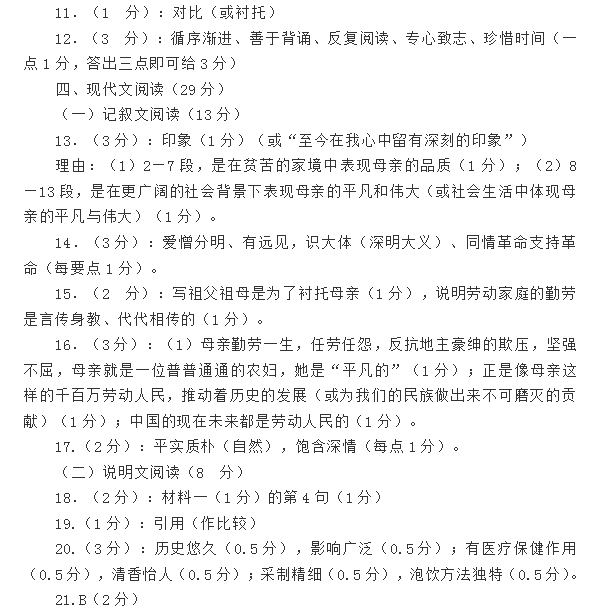 11.（1 分）：对比（或衬托）
12.（3 分）：循序渐进、善于背诵、反复阅读、专心致志、珍惜时间（一
点1分，答出三点即可给3分）
四、现代文阅读（29分）
（一）记叙文阅读（13分）
13.（3分）：印象（1分）（或“至今在我心中留有深刻的印象”）
理由：（1）2—7段，是在贫苦的家境中表现母亲的品质（1分）；（2）8
—13段，是在更广阔的社会背景下表现母亲的平凡和伟大（或社会生活中体现母
亲的平凡与伟大）（1分）。
14.（3分）：爱憎分明、有远见，识大体（深明大义）、同情革命支持革
命（每要点1分）。
15.（2 分）：写祖父祖母是为了衬托母亲（1分），说明劳动家庭的勤劳
是言传身教、代代相传的（1分）。
16.（3分）：（1）母亲勤劳一生，任劳任怨，反抗地主豪绅的欺压，坚强
不屈，母亲就是一位普普通通的农妇，她是“平凡的”（1分）；正是像母亲这
样的千百万劳动人民，推动着历史的发展（或为我们的民族做出来不可磨灭的贡
献）（1分）；中国的现在未来都是劳动人民的（1分）。
17.（2分）：平实质朴（自然），饱含深情（每点1分）。
（二）说明文阅读（8 分）
18.（2分）：材料一（1分）的第4句（1分）
19.（1分）：引用（作比较）
20.（3分）：历史悠久（0.5分），影响广泛（0.5分）；有医疗保健作用
（0.5分），清香怡人（0.5分）；采制精细（0.5分），泡饮方法独特（0.5分）。
21.B（2分）